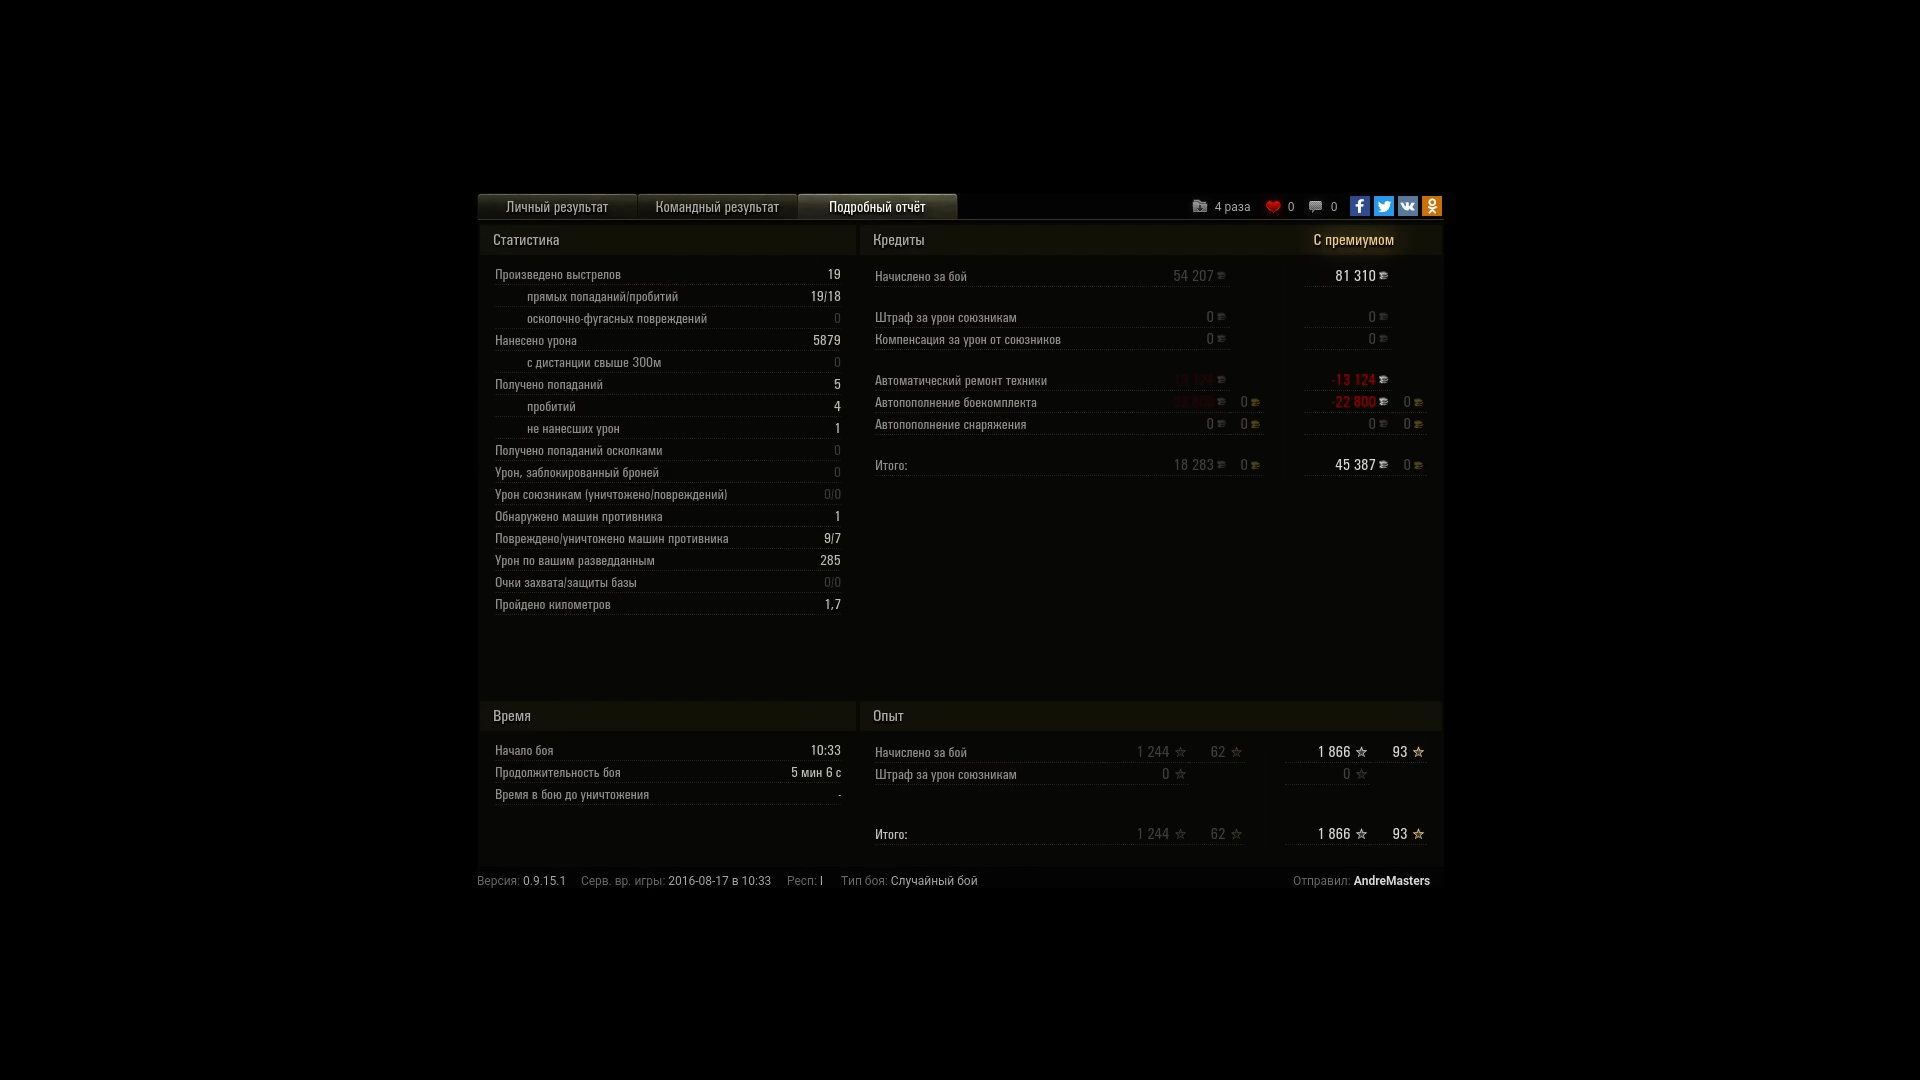 Личный результат Командный результат Подробный отчёт 4 раза 0 0
Статистика
Произведено выстрелов 19
прямых попаданий/пробитий 19/18
осколочно-фугасных повреждений 0
Нанесено урона 5879
с дистанции свыше 300м 0
Получено попаданий 5
пробитий 4
не нанесших урон 1
Получено попаданий осколками 0
Урон, заблокированный броней 0
Урон союзникам (уничтожено/повреждений) 0/0
Обнаружено машин противника 1
Повреждено/уничтожено машин противника 9/7
Урон по вашим разведданным 285
Очки захвата/защиты базы 0/0
Пройдено километров 1,7
Кредиты С премиумом
Начислено за бой 54 207 81 310
Штраф за урон союзникам 0 0
Компенсация за урон от союзников 0 0
Автоматический ремонт техники -13 124
Автопополнение боекомплекта 0 -22 800 0
Автопополнение снаряжения 0 0 0 0
Итого: 18 283 0 45 387 0
Время
Начало боя 10:33
Продолжительность боя 5 мин 6 с
Время в бою до уничтожения -
Опыт
Начислено за бой 1 244 62 1 866 93
Штраф за урон союзникам 0 0
Итого: 1 244 62 1 866 93
Версия: 0.9.15.1 Серв. вр. игры: 2016-08-17 в 10:33 Респ: I Тип боя: Случайный бой Отправил: AndreMasters